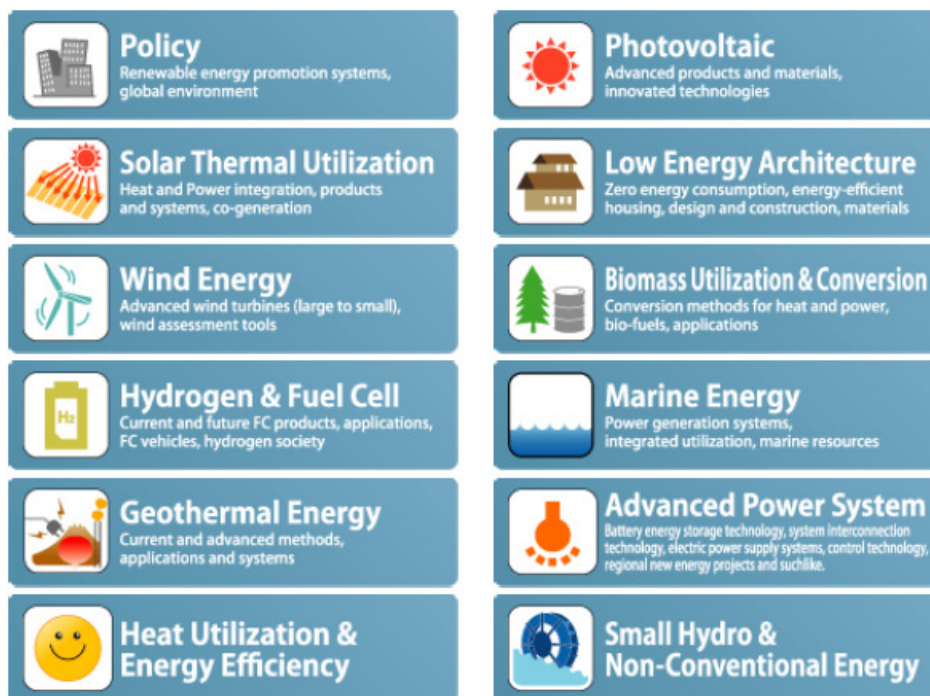 Policy
Renewable energy promotion systems,
global environment
Photovoltaic
Advanced products and materials,
innovated technologies
Solar Thermal Utilization
Heat and Power integration, products
and systems, co-generation
Low Energy Architecture
Zero energy consumption, energy-efficient
housing, design and construction, materials
Wind Energy
Advanced wind turbines (large to small),
wind assessment tools
Biomass Utilization & Conversion
Conversion methods for heat and power,
bio-fuels, applications
H2
Hydrogen & Fuel Cell
Current and future FC products, applications,
FC vehicles, hydrogen society
Marine Energy
Power generation systems,
integrated utilization, marine resources
Geothermal Energy
Current and advanced methods,
applications and systems
Advanced Power System
Battery energy storage technology, system interconnection
technology, electric power supply systems, control technology,
regional new energy projects and suchlike.
Heat Utilization &
Energy Efficiency
Small Hydro &
Non-Conventional Energy